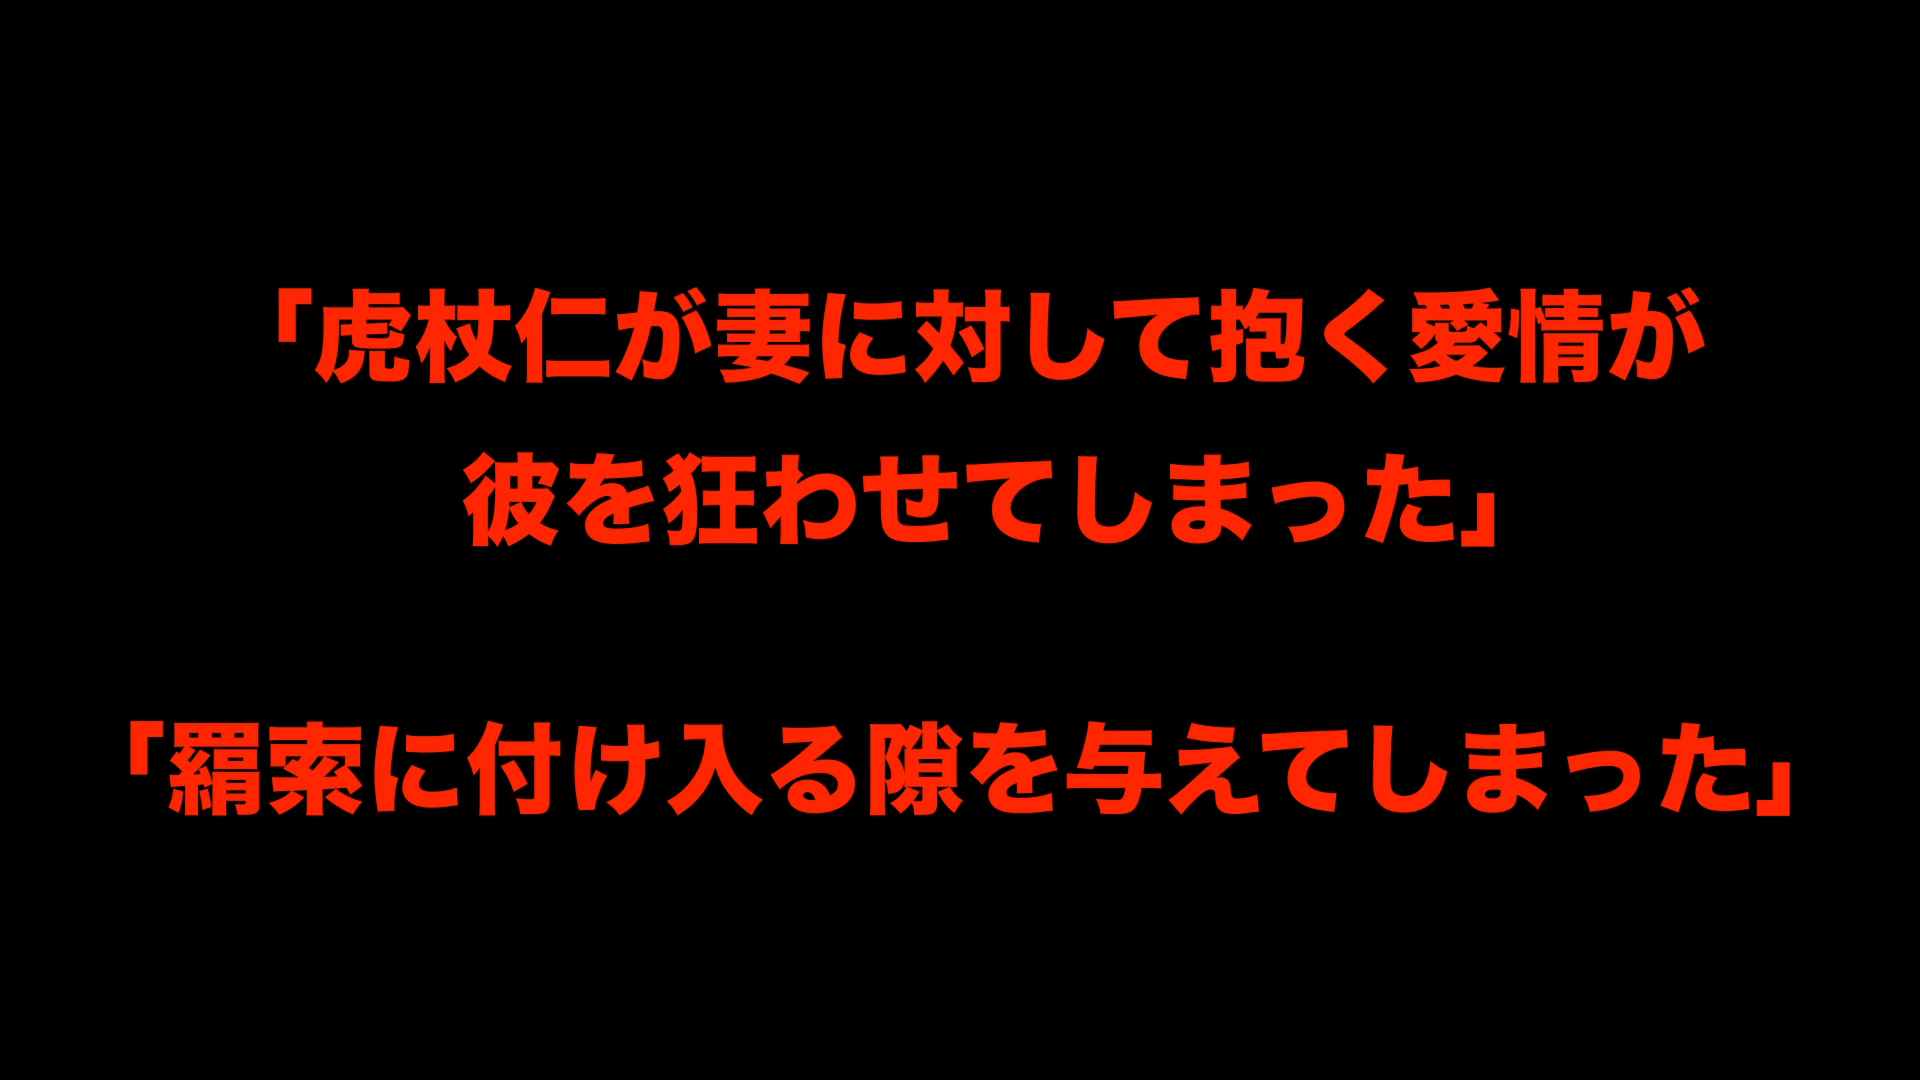 「虎杖仁が妻に対して抱く愛情が
彼を狂わせてしまった」
「羂索に付け入る隙を与えてしまった」